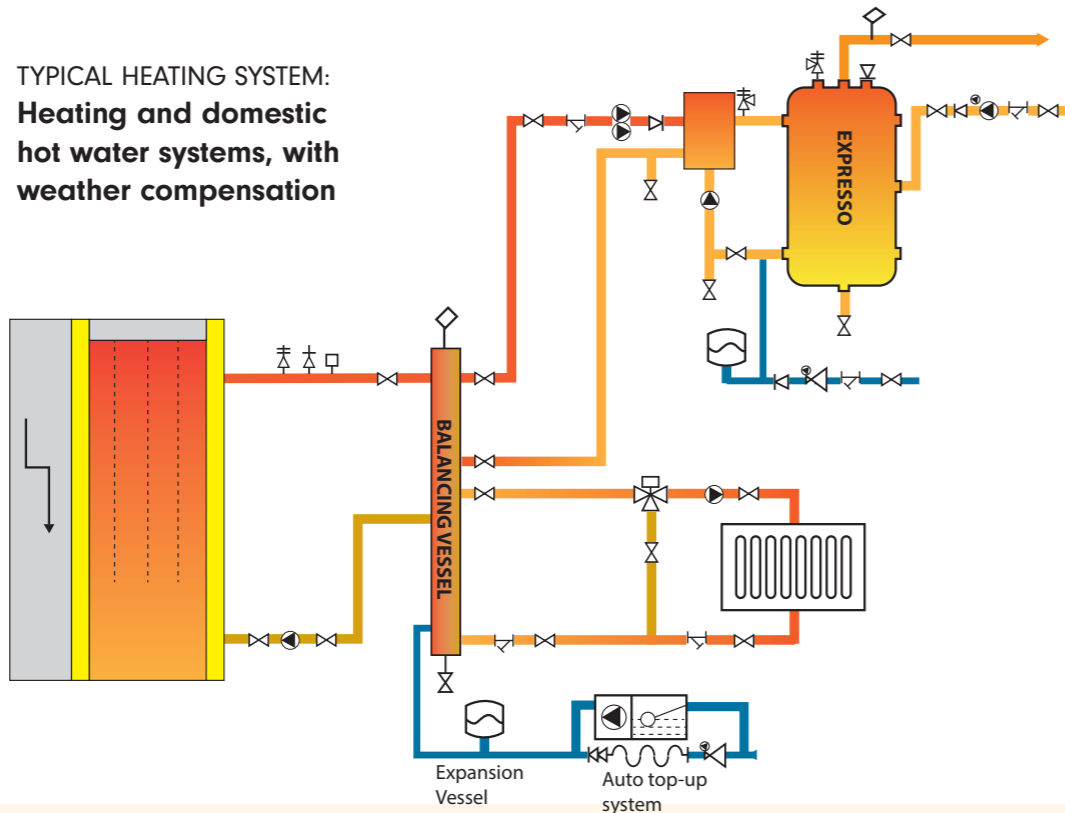 TYPICAL HEATING SYSTEM:
Heating and domestic
hot water systems, with
weather compensation
EXPRESSO
BALANCING VESSEL
Expansion
Vessel
Auto top-up
system